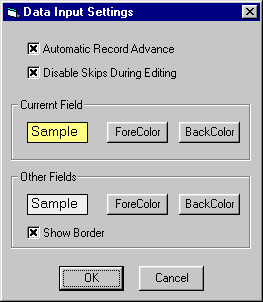 Data Input Settings
Automatic Record Advance
Disable Skips During Editing
Currernt Field
Sample ForeColor BackColor
Other Fields
Sample ForeColor BackColor
Show Border
OK Cancel